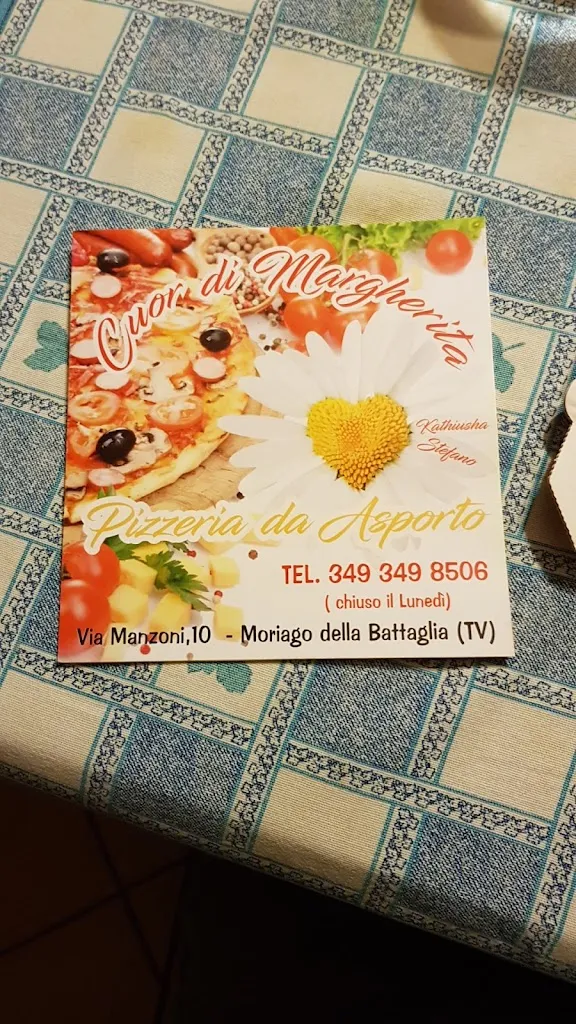 Cuor di Margherita
Kathiusha
Stefano
Pizzeria da Asporto
TEL. 349 349 8506
( chiuso il Lunedì)
Via Manzoni,10 - Moriago della Battaglia (TV)